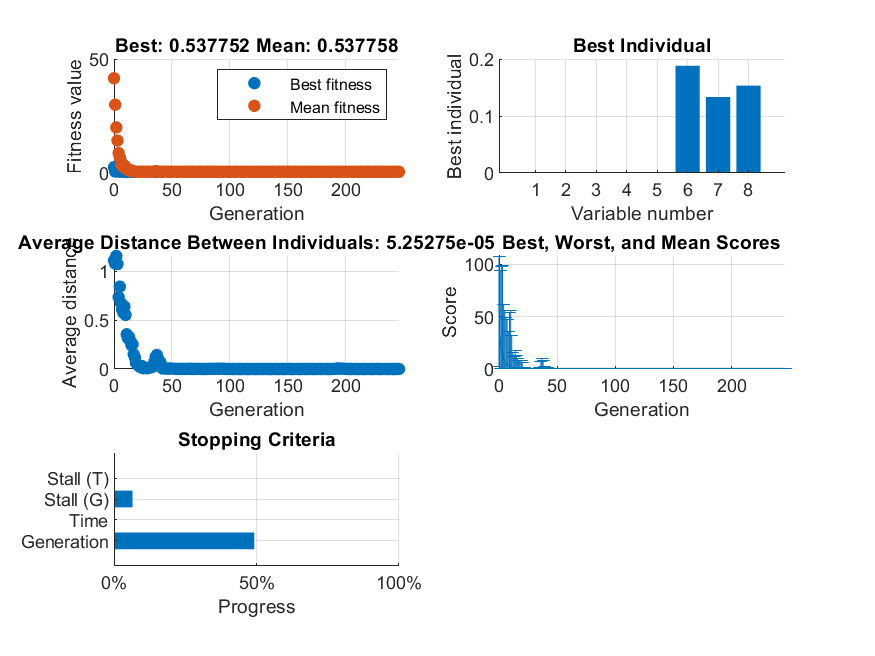 Best: 0.537752 Mean: 0.537758
Fitness value
50
0
Best fitness
Mean fitness
0 50 100 150 200
Generation
Best Individual
Best individual
0.2
0.1
0
1 2 3 4 5 6 7 8
Variable number
Average Distance Between Individuals: 5.25275e-05
Average distance
1
0.5
0
0 50 100 150 200
Generation
Best, Worst, and Mean Scores
Score
100
50
0
0 50 100 150 200
Generation
Stopping Criteria
Stall (T)
Stall (G)
Time
Generation
0% 50% 100%
Progress